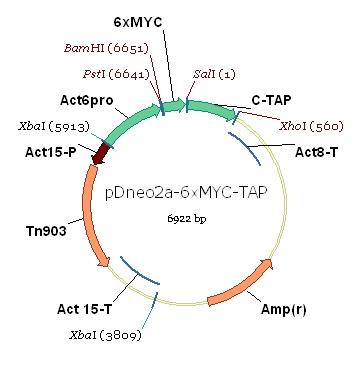 6xMYC
BamHI (6651)
PstI (6641)
SalI (1)
Act6pro
C-TAP
XbaI (5913)
XhoI (560)
Act15-P
Act8-T
pDneo2a-6xMYC-TAP
6922 bp
Tn903
Act 15-T
Amp(r)
XbaI (3809)